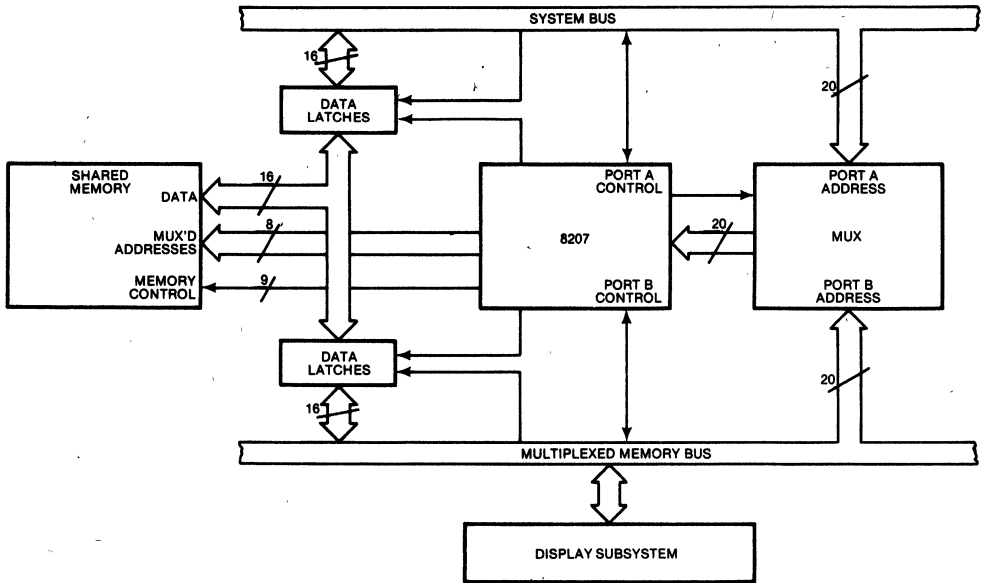 SYSTEM BUS
16
20
DATA
LATCHES
SHARED
MEMORY
DATA
16
MUX'D
ADDRESSES
8
MEMORY
CONTROL
9
PORT A
CONTROL
8207
PORT B
CONTROL
20
PORT A
ADDRESS
MUX
PORT B
ADDRESS
DATA
LATCHES
16
20
MULTIPLEXED MEMORY BUS
DISPLAY SUBSYSTEM